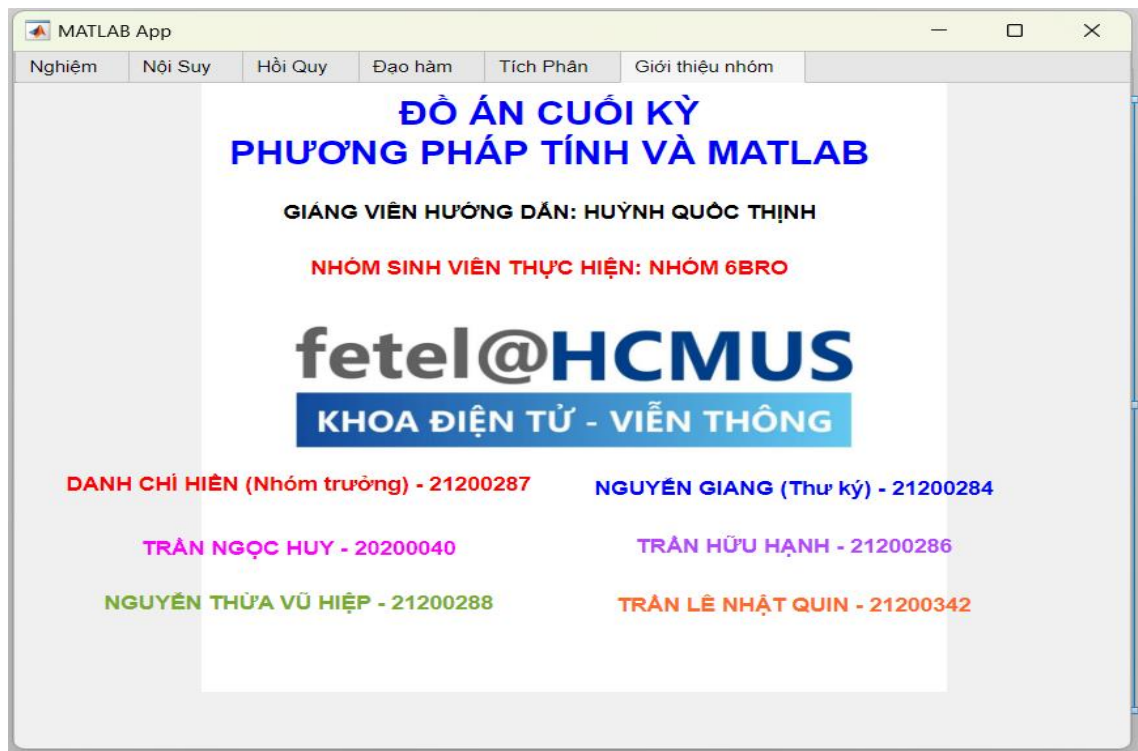 MATLAB App
Nghiệm Nội Suy Hồi Quy Đạo hàm Tích Phân Giới thiệu nhóm
ĐỒ ÁN CUỐI KỲ
PHƯƠNG PHÁP TÍNH VÀ MATLAB
GIẢNG VIÊN HƯỚNG DẪN: HUỲNH QUỐC THỊNH
NHÓM SINH VIÊN THỰC HIỆN: NHÓM 6BRO
fetel@HCMUS
KHOA ĐIỆN TỬ - VIỄN THÔNG
DANH CHÍ HIỀN (Nhóm trưởng) - 21200287
NGUYỄN GIANG (Thư ký) - 21200284
TRẦN NGỌC HUY - 20200040
TRẦN HỮU HẠNH - 21200286
NGUYỄN THỪA VŨ HIỆP - 21200288
TRẦN LÊ NHẬT QUIN - 21200342